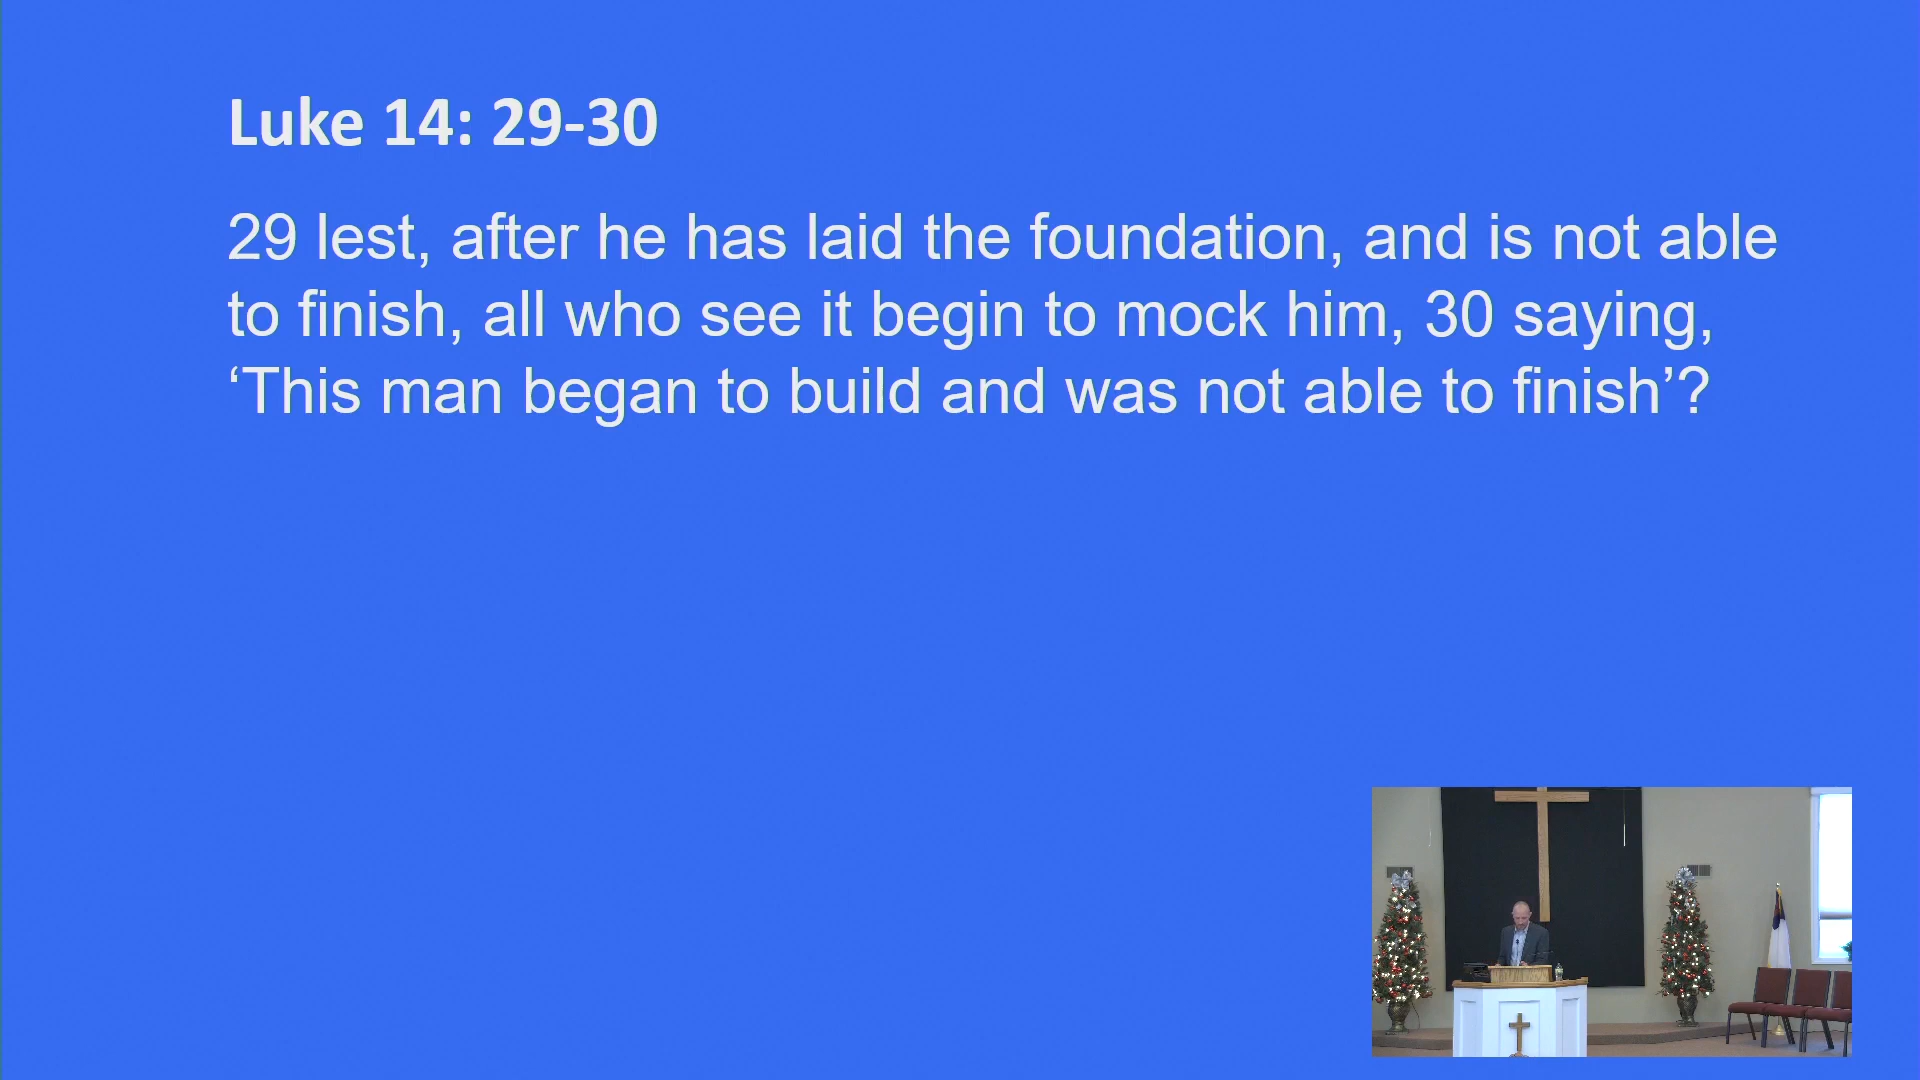 Luke 14: 29-30
29 lest, after he has laid the foundation, and is not able
to finish, all who see it begin to mock him, 30 saying,
‘This man began to build and was not able to finish’?